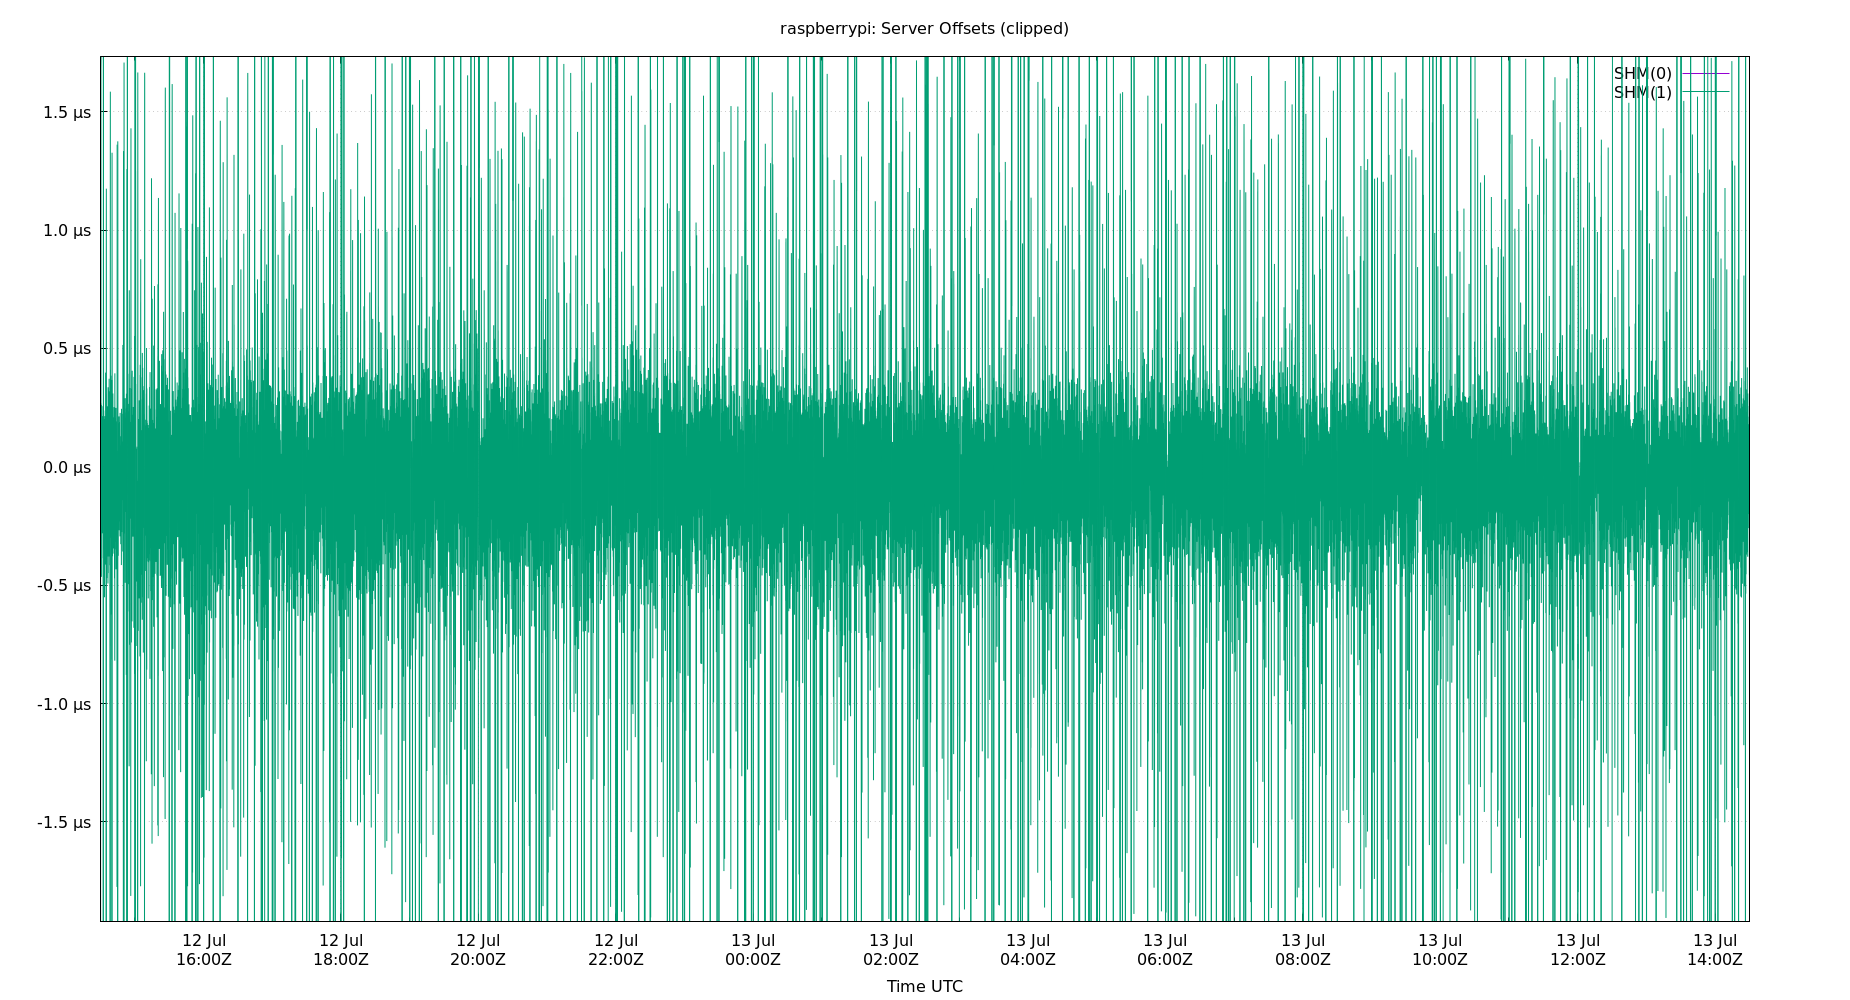 raspberrypi: Server Offsets (clipped)
SHM(0)
SHM(1)
1.5 µs
1.0 µs
0.5 µs
0.0 µs
-0.5 µs
-1.0 µs
-1.5 µs
12 Jul 12 Jul 12 Jul 12 Jul 13 Jul 13 Jul 13 Jul 13 Jul 13 Jul 13 Jul 13 Jul 13 Jul
16:00Z 18:00Z 20:00Z 22:00Z 00:00Z 02:00Z 04:00Z 06:00Z 08:00Z 10:00Z 12:00Z 14:00Z
Time UTC